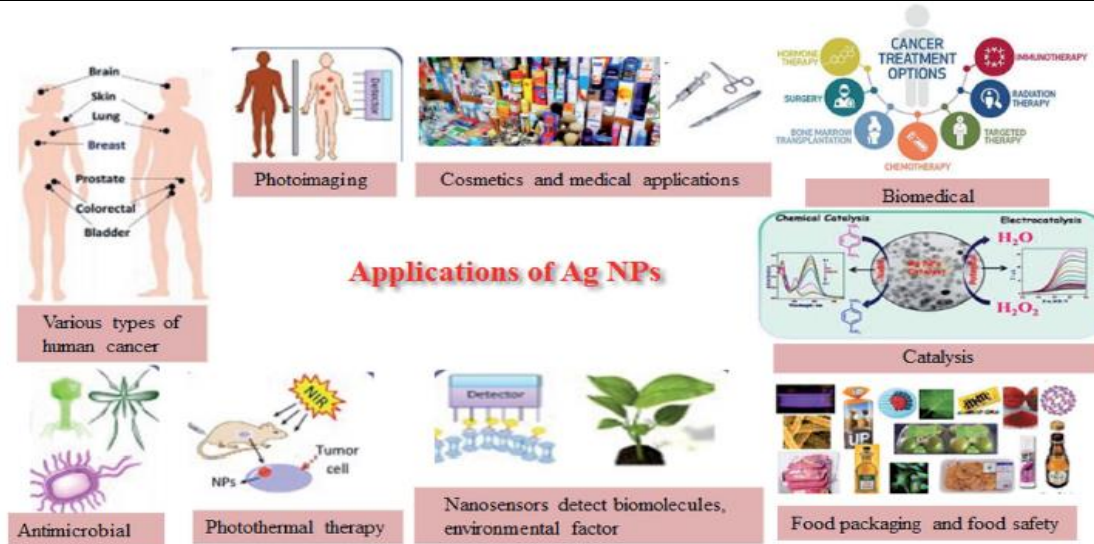 Brain
Skin
Lung
Breast
Prostate
Colorectal
Bladder
Various types of
human cancer
Detector
Photoimaging
Cosmetics and medical applications
CANCER
TREATMENT
OPTIONS
HORMONE
THERAPY
SURGERY
BONE MARROW
TRANSPLANTATION
CHEMOTHERAPY
TARGETED
THERAPY
RADIATION
THERAPY
IMMUNOTHERAPY
Biomedical
Applications of Ag NPs
Chemical Catalysis
Electrocatalysis
H₂O
H₂O₂
Catalysis
Antimicrobial
NIR
Tumor
cell
NPs
Photothermal therapy
Detector
Nanosensors detect biomolecules,
environmental factor
UP
Food packaging and food safety